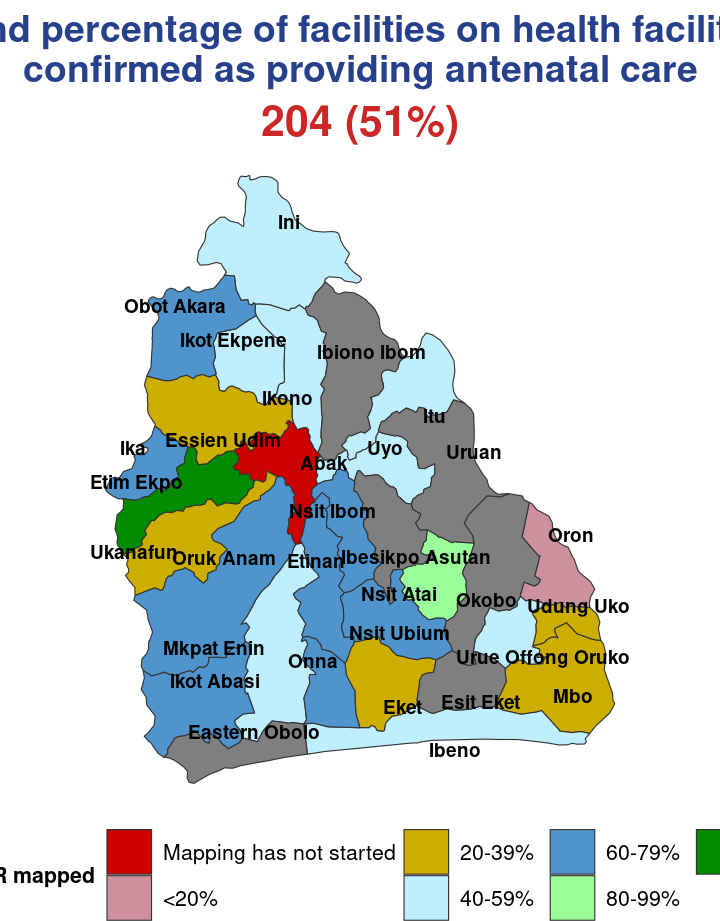 nd percentage of facilities on health facilit
confirmed as providing antenatal care
204 (51%)
Ini
Obot Akara
Ikot Ekpene
Ibiono Ibom
Ikono
Itu
Essien Udim
Ika
Uyo
Uruan
Abak
Etim Ekpo
Nsit Ibom
Oron
Ukanafun
Oruk Anam
Etinan
Ibesikpo Asutan
Nsit Atai
Okobo
Udung Uko
Nsit Ubium
Mkpat Enin
Onna
Urue Offong Oruko
Ikot Abasi
Eket
Esit Eket
Mbo
Eastern Obolo
Ibeno
R mapped
Mapping has not started
20-39%
60-79%
<20%
40-59%
80-99%